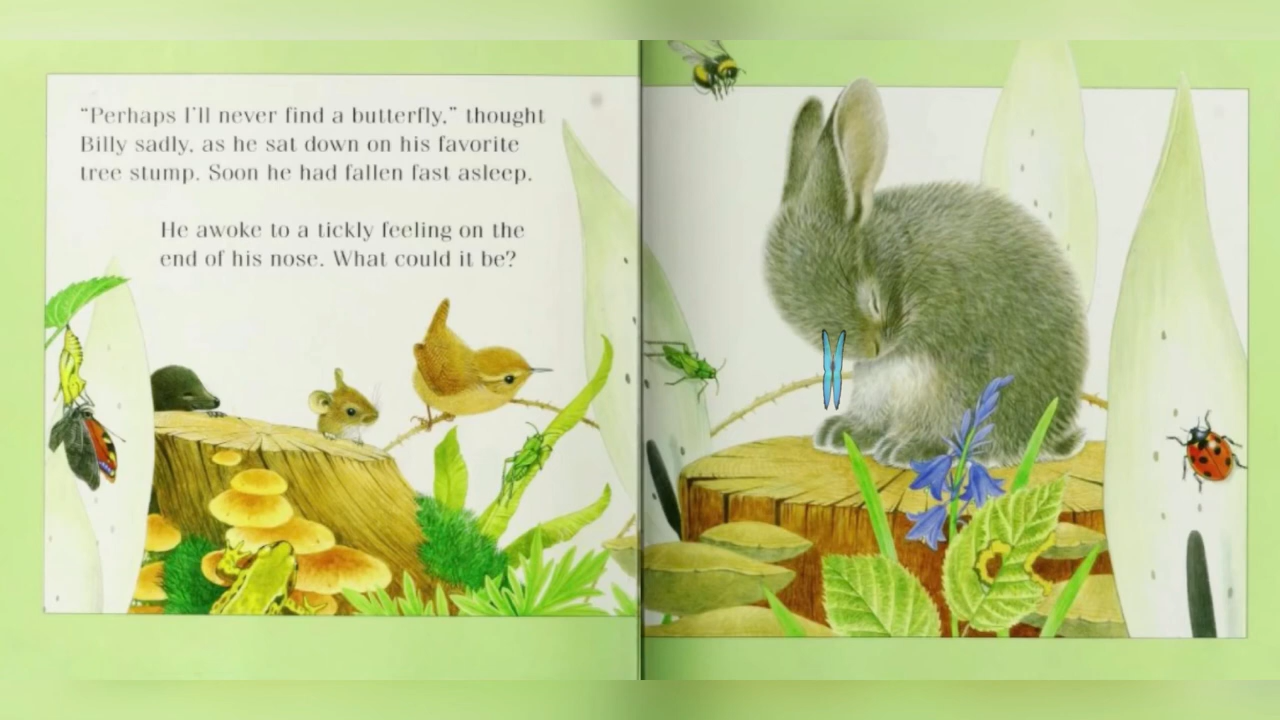 “Perhaps I’ll never find a butterfly,” thought
Billy sadly, as he sat down on his favorite
tree stump. Soon he had fallen fast asleep.
He awoke to a tickly feeling on the
end of his nose. What could it be?